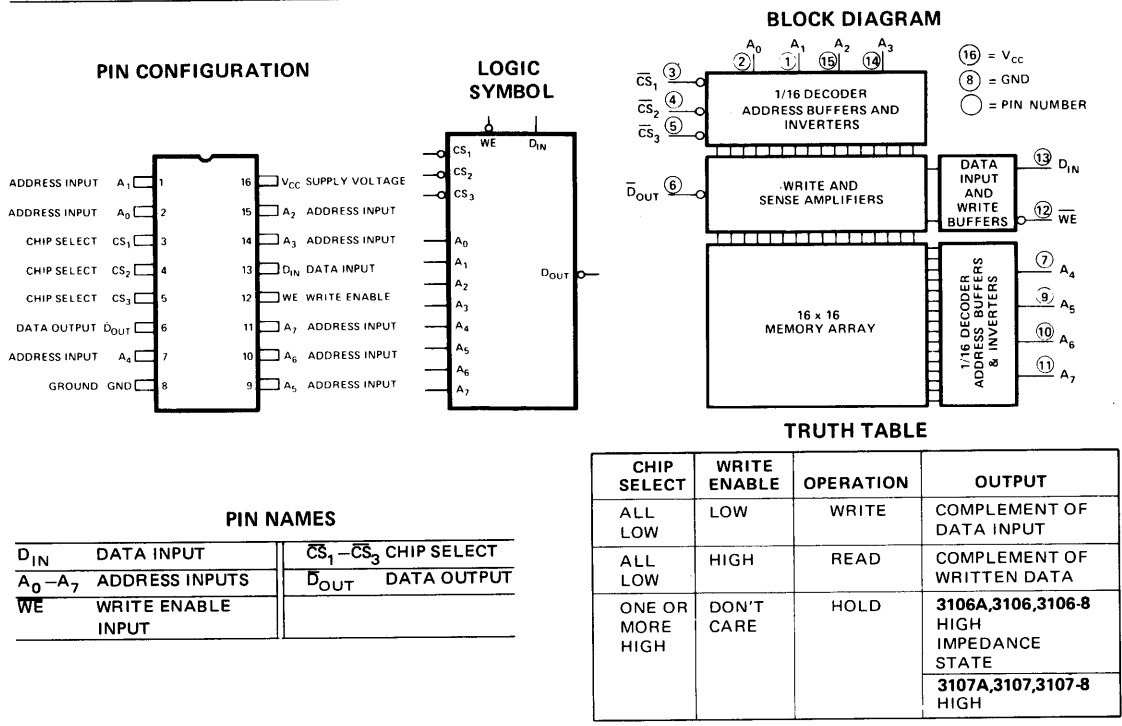 PIN CONFIGURATION
ADDRESS INPUT A1 1
ADDRESS INPUT A0 2
CHIP SELECT CS1 3
CHIP SELECT CS2 4
CHIP SELECT CS3 5
DATA OUTPUT D̅OUT 6
ADDRESS INPUT A4 7
GROUND GND 8
16 VCC SUPPLY VOLTAGE
15 A2 ADDRESS INPUT
14 A3 ADDRESS INPUT
13 DIN DATA INPUT
12 WE WRITE ENABLE
11 A7 ADDRESS INPUT
10 A6 ADDRESS INPUT
9 A5 ADDRESS INPUT
LOGIC
SYMBOL
WE DIN
CS1
CS2
CS3
A0
A1
A2
A3
A4
A5
A6
A7
DOUT
BLOCK DIAGRAM
A0 A1 A2 A3
2 1 15 14
C̅S̅1 3
C̅S̅2 4
C̅S̅3 5
1/16 DECODER
ADDRESS BUFFERS AND
INVERTERS
16 = VCC
8 = GND
= PIN NUMBER
D̅OUT 6
WRITE AND
SENSE AMPLIFIERS
DATA
INPUT
AND
WRITE
BUFFERS
13 DIN
12 W̅E̅
16 x 16
MEMORY ARRAY
1/16 DECODER
ADDRESS BUFFERS
& INVERTERS
7 A4
9 A5
10 A6
11 A7
PIN NAMES
DIN DATA INPUT C̅S̅1–C̅S̅3 CHIP SELECT
A0–A7 ADDRESS INPUTS D̅OUT DATA OUTPUT
W̅E̅ WRITE ENABLE
INPUT
TRUTH TABLE
CHIP
SELECT
WRITE
ENABLE
OPERATION
OUTPUT
ALL
LOW
LOW
WRITE
COMPLEMENT OF
DATA INPUT
ALL
LOW
HIGH
READ
COMPLEMENT OF
WRITTEN DATA
ONE OR
MORE
HIGH
DON'T
CARE
HOLD
3106A,3106,3106-8
HIGH
IMPEDANCE
STATE
3107A,3107,3107-8
HIGH